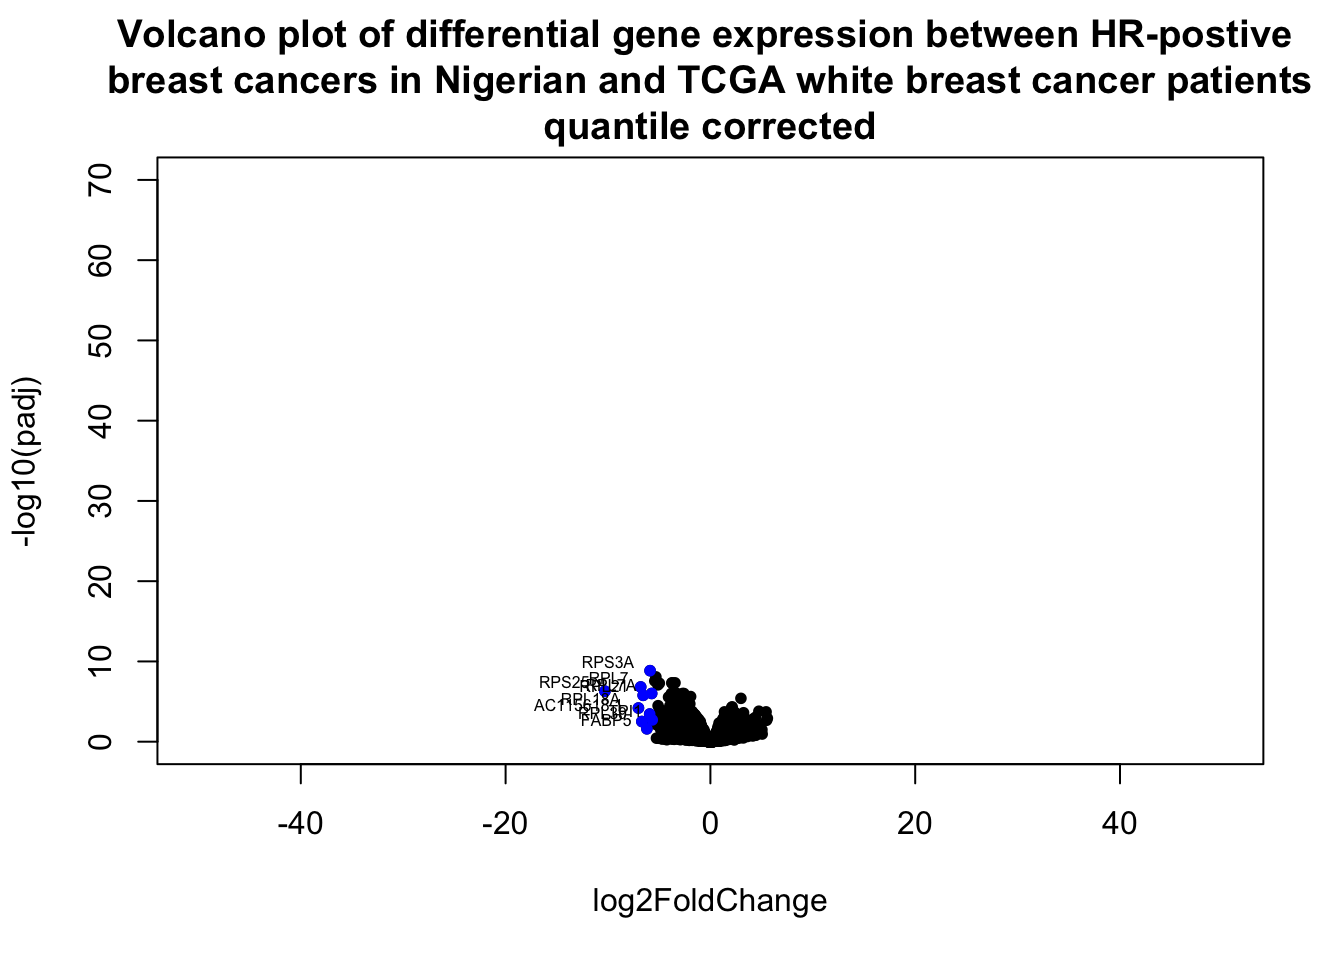 Volcano plot of differential gene expression between HR-postive
breast cancers in Nigerian and TCGA white breast cancer patients
quantile corrected
70
60
50
40
30
20
10
0
-log10(padj)
RPS3A
RPL7
RPL18A
FABP5
-40 -20 0 20 40
log2FoldChange